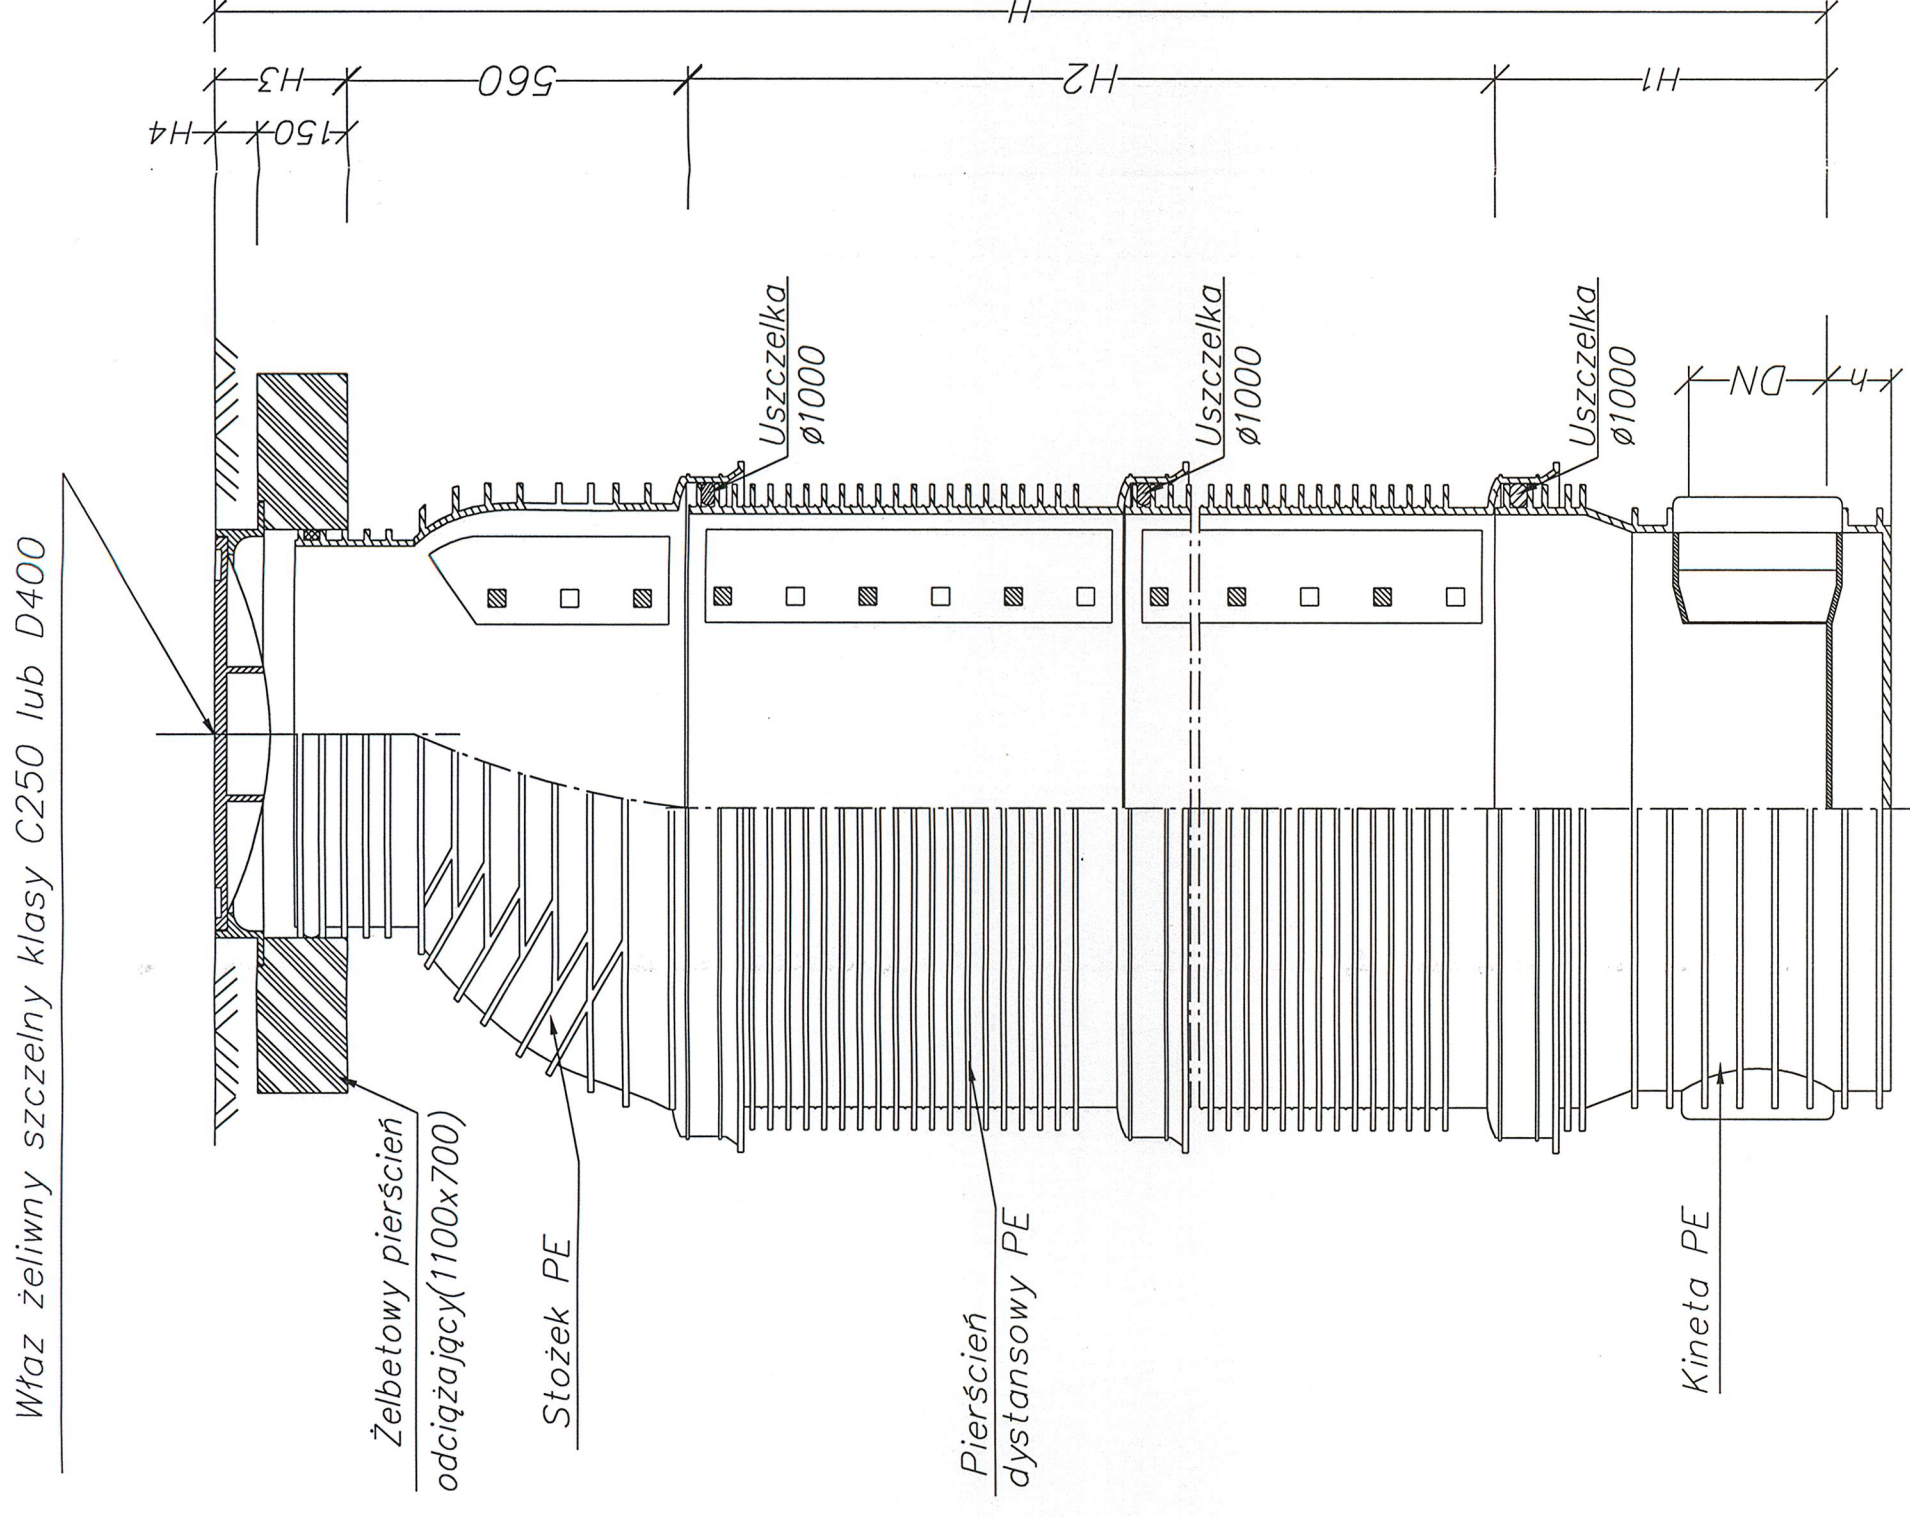 Właz żeliwny szczelny klasy C250 lub D400
Żelbetowy pierścień
odciążający(1100x700)
Stożek PE
Pierścień
dystansowy PE
Kineta PE
Uszczelka
ø1000
Uszczelka
ø1000
Uszczelka
ø1000
H
H3
560
H2
H1
H4
150
DN
h